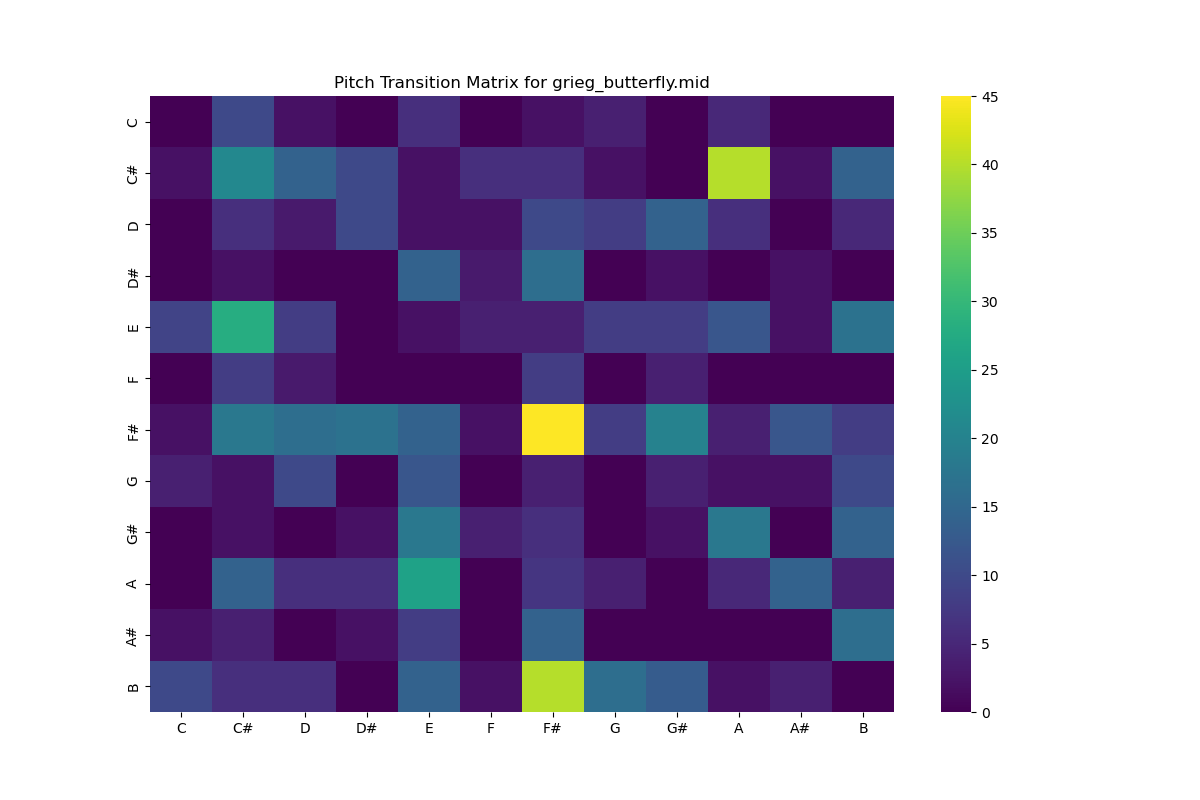 Pitch Transition Matrix for grieg_butterfly.mid
C
C#
D
D#
E
F
F#
G
G#
A
A#
B
C C# D D# E F F# G G# A A# B
45
40
35
30
25
20
15
10
5
0